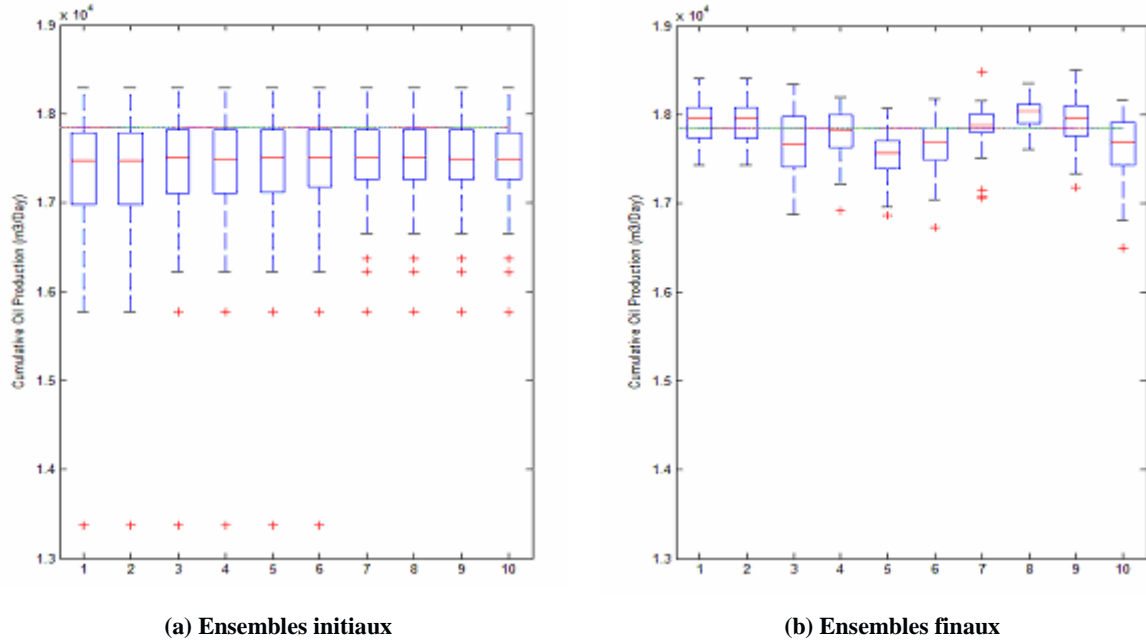 x 10⁴
1.9
1.8
1.7
1.6
1.5
1.4
1.3
Cumulative Oil Production (m3/Day)
1 2 3 4 5 6 7 8 9 10
(a) Ensembles initiaux
x 10⁴
1.9
1.8
1.7
1.6
1.5
1.4
1.3
Cumulative Oil Production (m3/Day)
1 2 3 4 5 6 7 8 9 10
(b) Ensembles finaux